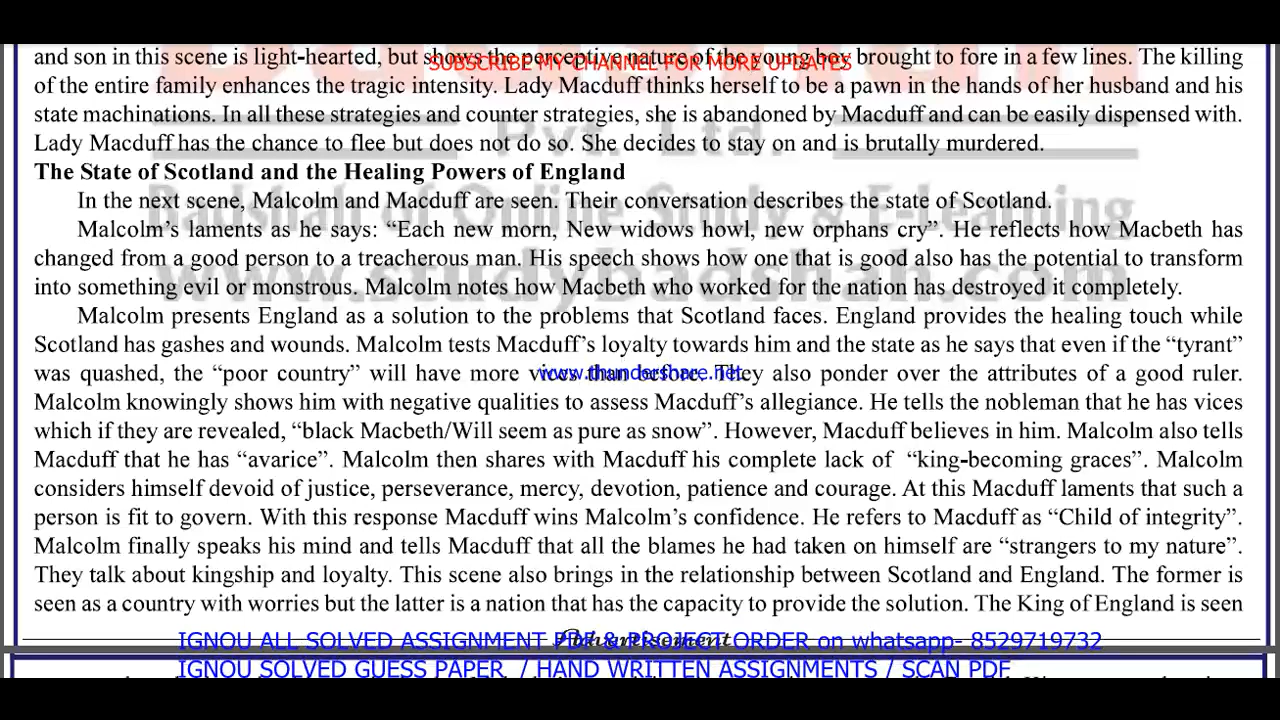 and son in this scene is light-hearted, but shows the perceptive nature of the young boy brought to fore in a few lines. The killing
SUBSCRIBE MY CHANNEL FOR MORE UPDATES
of the entire family enhances the tragic intensity. Lady Macduff thinks herself to be a pawn in the hands of her husband and his
state machinations. In all these strategies and counter strategies, she is abandoned by Macduff and can be easily dispensed with.
Pvt. Ltd.
Lady Macduff has the chance to flee but does not do so. She decides to stay on and is brutally murdered.
The State of Scotland and the Healing Powers of England
In the next scene, Malcolm and Macduff are seen. Their conversation describes the state of Scotland.
Badshah of Online Study & E-Learning
Malcolm's laments as he says: “Each new morn, New widows howl, new orphans cry”. He reflects how Macbeth has
changed from a good person to a treacherous man. His speech shows how one that is good also has the potential to transform
www.studybadshah.com
into something evil or monstrous. Malcolm notes how Macbeth who worked for the nation has destroyed it completely.
Malcolm presents England as a solution to the problems that Scotland faces. England provides the healing touch while
Scotland has gashes and wounds. Malcolm tests Macduff's loyalty towards him and the state as he says that even if the “tyrant”
was quashed, the “poor country” will have more vices than before. They also ponder over the attributes of a good ruler.
www.thundershare.net
Malcolm knowingly shows him with negative qualities to assess Macduff's allegiance. He tells the nobleman that he has vices
which if they are revealed, “black Macbeth/Will seem as pure as snow”. However, Macduff believes in him. Malcolm also tells
Macduff that he has “avarice”. Malcolm then shares with Macduff his complete lack of “king-becoming graces”. Malcolm
considers himself devoid of justice, perseverance, mercy, devotion, patience and courage. At this Macduff laments that such a
person is fit to govern. With this response Macduff wins Malcolm's confidence. He refers to Macduff as “Child of integrity”.
Malcolm finally speaks his mind and tells Macduff that all the blames he had taken on himself are “strangers to my nature”.
They talk about kingship and loyalty. This scene also brings in the relationship between Scotland and England. The former is
seen as a country with worries but the latter is a nation that has the capacity to provide the solution. The King of England is seen
Advertisement
IGNOU ALL SOLVED ASSIGNMENT PDF & PROJECT ORDER on whatsapp- 8529719732
IGNOU SOLVED GUESS PAPER / HAND WRITTEN ASSIGNMENTS / SCAN PDF